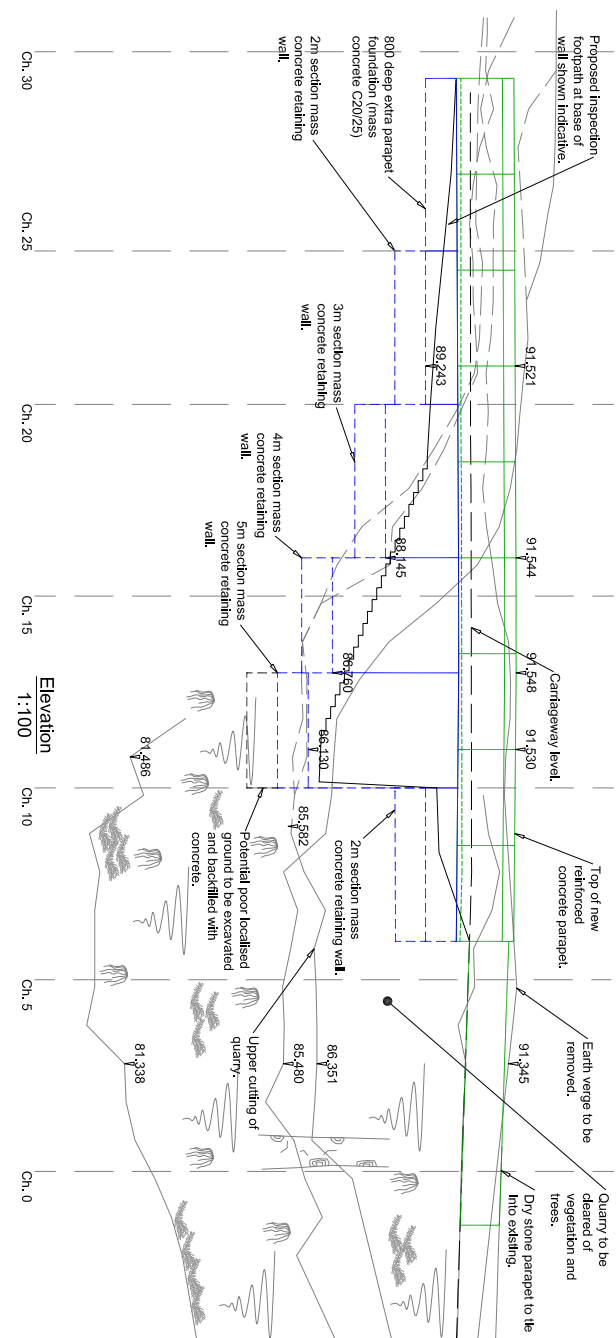 Proposed inspection
footpath at base of
wall shown indicative.
800 deep extra parapet
foundation (mass
concrete C20/25)
2m section mass
concrete retaining
wall.
3m section mass
concrete retaining
wall.
4m section mass
concrete retaining
wall.
5m section mass
concrete retaining
wall.
91.521
89.243
91.544
88.145
Carriageway level.
91.548
86.760
91.530
86.130
85.582
81.486
Top of new
reinforced
concrete parapet.
2m section mass
concrete retaining wall.
Potential poor localised
ground to be excavated
and backfilled with
concrete.
Earth verge to be
removed.
91.345
86.351
85.480
81.338
Upper cutting of
quarry.
Quarry to be
cleared of
vegetation and
trees.
Dry stone parapet to tie
into existing.
Ch. 30
Ch. 25
Ch. 20
Ch. 15
Ch. 10
Ch. 5
Ch. 0
Elevation
1:100